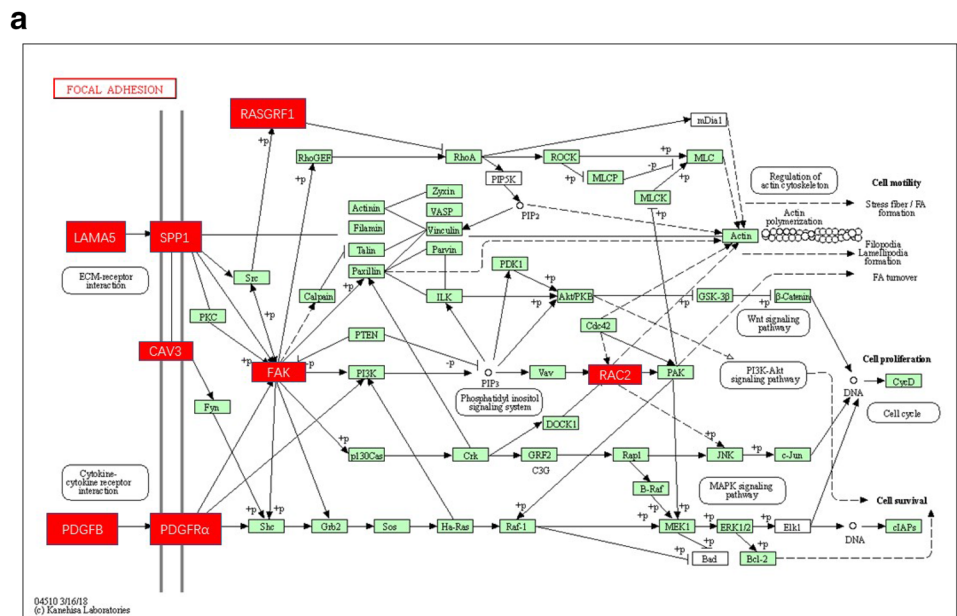 a
FOCAL ADHESION
RASGRF1
+p
mDia1
RhoGEF
RhoA
ROCK
+p
MLC
-p
+p
MLCP
PIP5K
+p
MLCK
+p
Regulation of
actin cytoskeleton
Cell motility
Stress fiber / FA
formation
Actin
polymerization
Zyxin
Actinin
VASP
PIP2
Filamin
Vinculin
Actin
LAMA5
SPP1
Talin
Parvin
Filopodia
Lamellipodia
formation
ECM-receptor
interaction
Src
Paxillin
PDK1
FA turnover
+p
+p
+p
Calpain
ILK
+p
Akt/PKB
GSK-3β
β-Catenin
PKC
+p
Cdc42
Wnt signaling
pathway
PTEN
CAV3
+p
+p
-p
FAK
PI3K
PIP3
Vav
RAC2
PAK
PI3K-Akt
signaling pathway
Cell proliferation
DNA
CycD
Phosphatidyl inositol
signaling system
Fyn
DOCK1
Cell cycle
+p
+p
p130Cas
Crk
GRF2
Rap1
JNK
+p
c-Jun
C3G
Cytokine-
cytokine receptor
interaction
B-Raf
MAPK signaling
pathway
+p
+p
+p
+p
Cell survival
PDGFB
PDGFRα
Shc
Grb2
Sos
Ha-Ras
Raf-1
+p
MEK1
+p
ERK1/2
+p
Elk1
DNA
cIAPs
+p
+p
Bad
Bcl-2
04510 3/16/18
(c) Kanehisa Laboratories